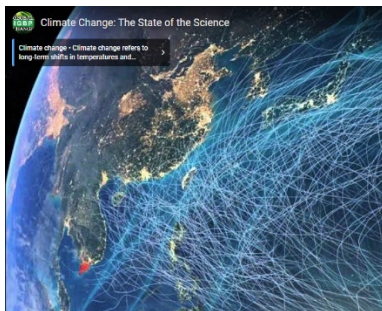 IGBP
Climate Change: The State of the Science
Climate change • Climate change refers to
long-term shifts in temperatures and...